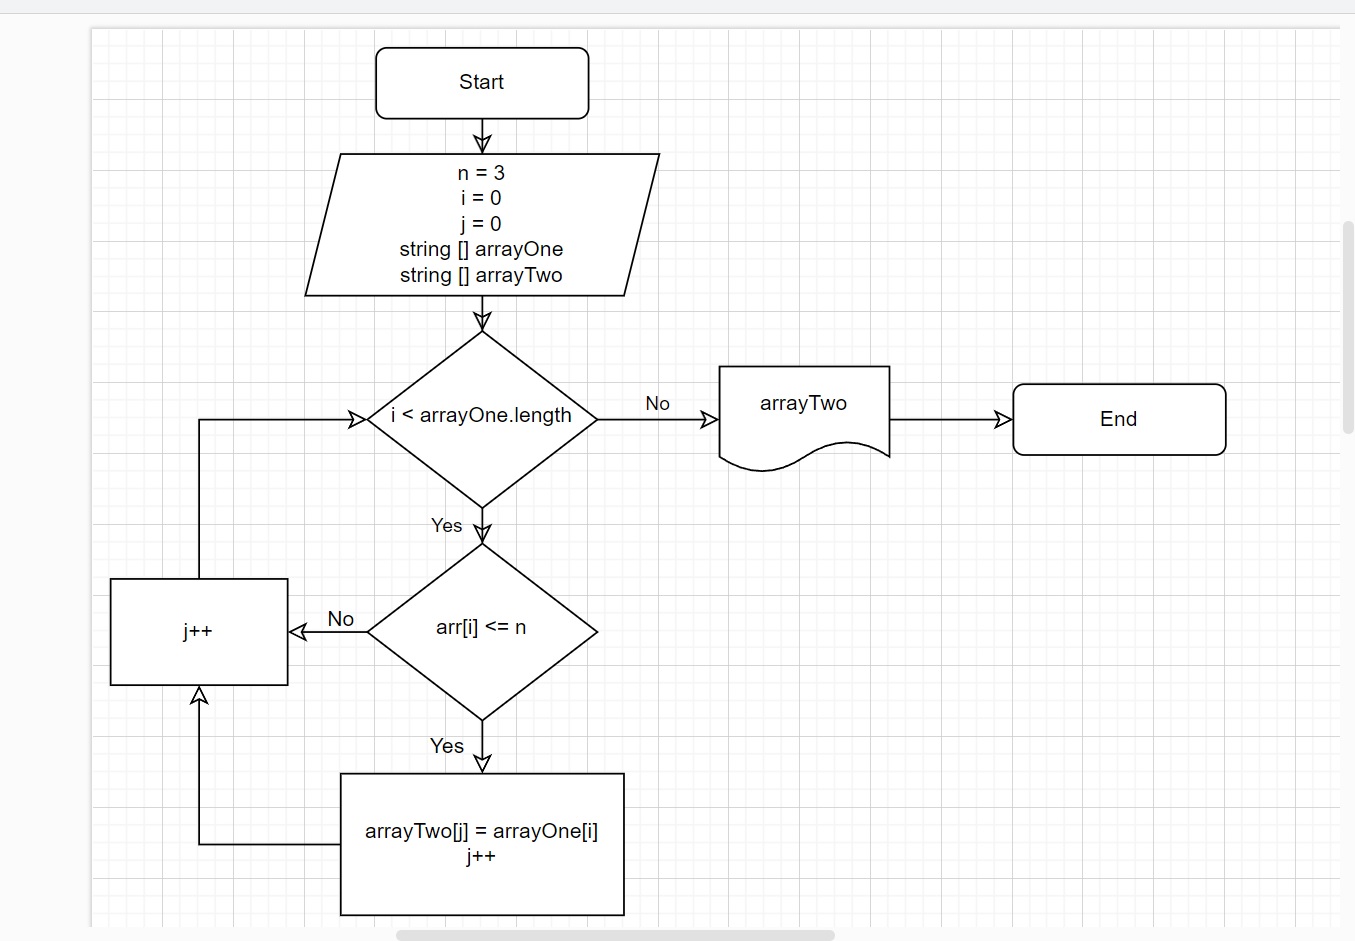 Start
n = 3
i = 0
j = 0
string [] arrayOne
string [] arrayTwo
i < arrayOne.length
No
arrayTwo
End
Yes
arr[i] <= n
No
j++
Yes
arrayTwo[j] = arrayOne[i]
j++